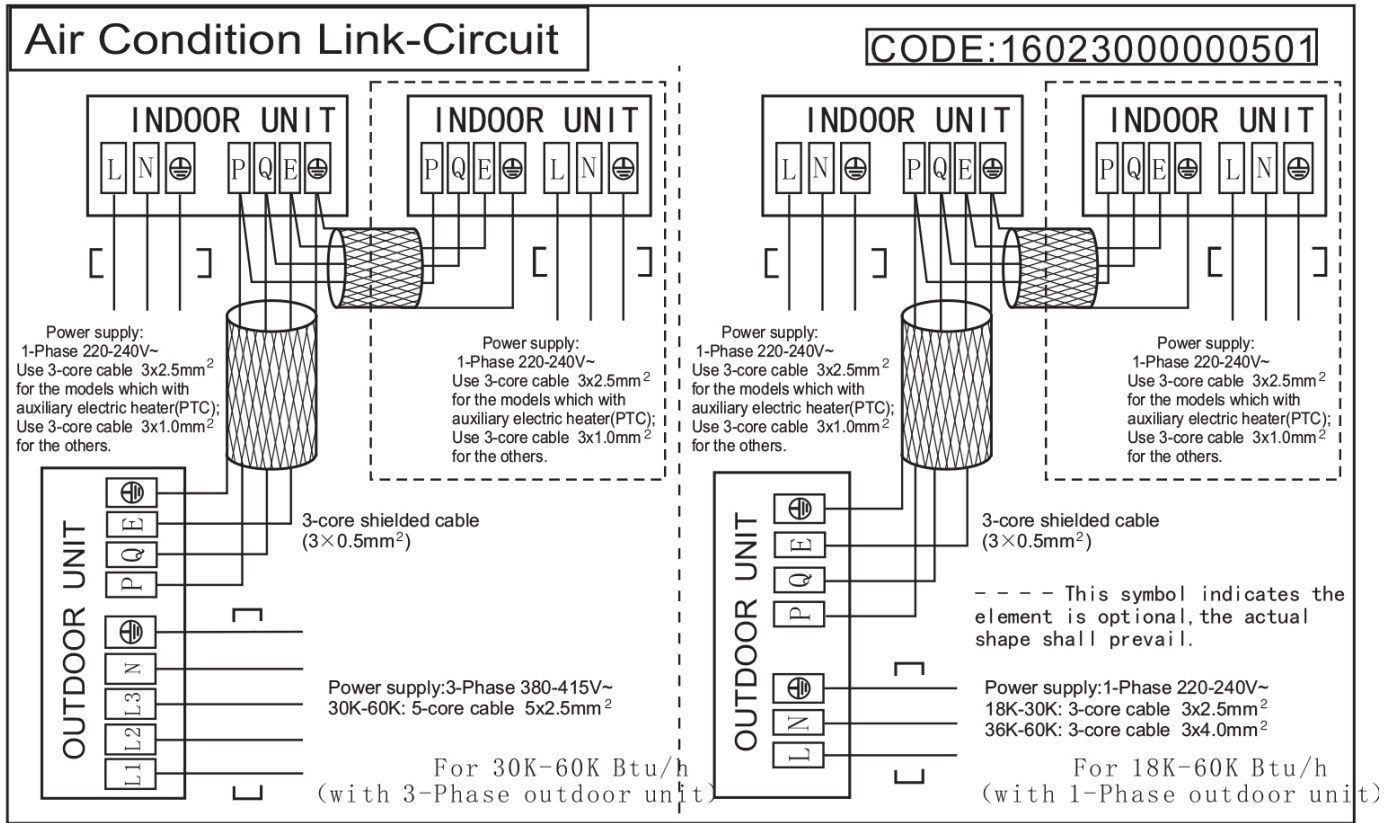 Air Condition Link-Circuit
CODE:16023000000501
INDOOR UNIT
L N P Q E
INDOOR UNIT
P Q E L N
Power supply:
1-Phase 220-240V~
Use 3-core cable 3x2.5mm²
for the models which with
auxiliary electric heater(PTC);
Use 3-core cable 3x1.0mm²
for the others.
Power supply:
1-Phase 220-240V~
Use 3-core cable 3x2.5mm²
for the models which with
auxiliary electric heater(PTC);
Use 3-core cable 3x1.0mm²
for the others.
OUTDOOR UNIT
E
Q
P
N
L3
L2
L1
3-core shielded cable
(3×0.5mm²)
Power supply:3-Phase 380-415V~
30K-60K: 5-core cable 5x2.5mm²
For 30K-60K Btu/h
(with 3-Phase outdoor unit)
INDOOR UNIT
L N P Q E
INDOOR UNIT
P Q E L N
Power supply:
1-Phase 220-240V~
Use 3-core cable 3x2.5mm²
for the models which with
auxiliary electric heater(PTC);
Use 3-core cable 3x1.0mm²
for the others.
Power supply:
1-Phase 220-240V~
Use 3-core cable 3x2.5mm²
for the models which with
auxiliary electric heater(PTC);
Use 3-core cable 3x1.0mm²
for the others.
OUTDOOR UNIT
E
Q
P
N
L
3-core shielded cable
(3×0.5mm²)
---- This symbol indicates the
element is optional,the actual
shape shall prevail.
Power supply:1-Phase 220-240V~
18K-30K: 3-core cable 3x2.5mm²
36K-60K: 3-core cable 3x4.0mm²
For 18K-60K Btu/h
(with 1-Phase outdoor unit)